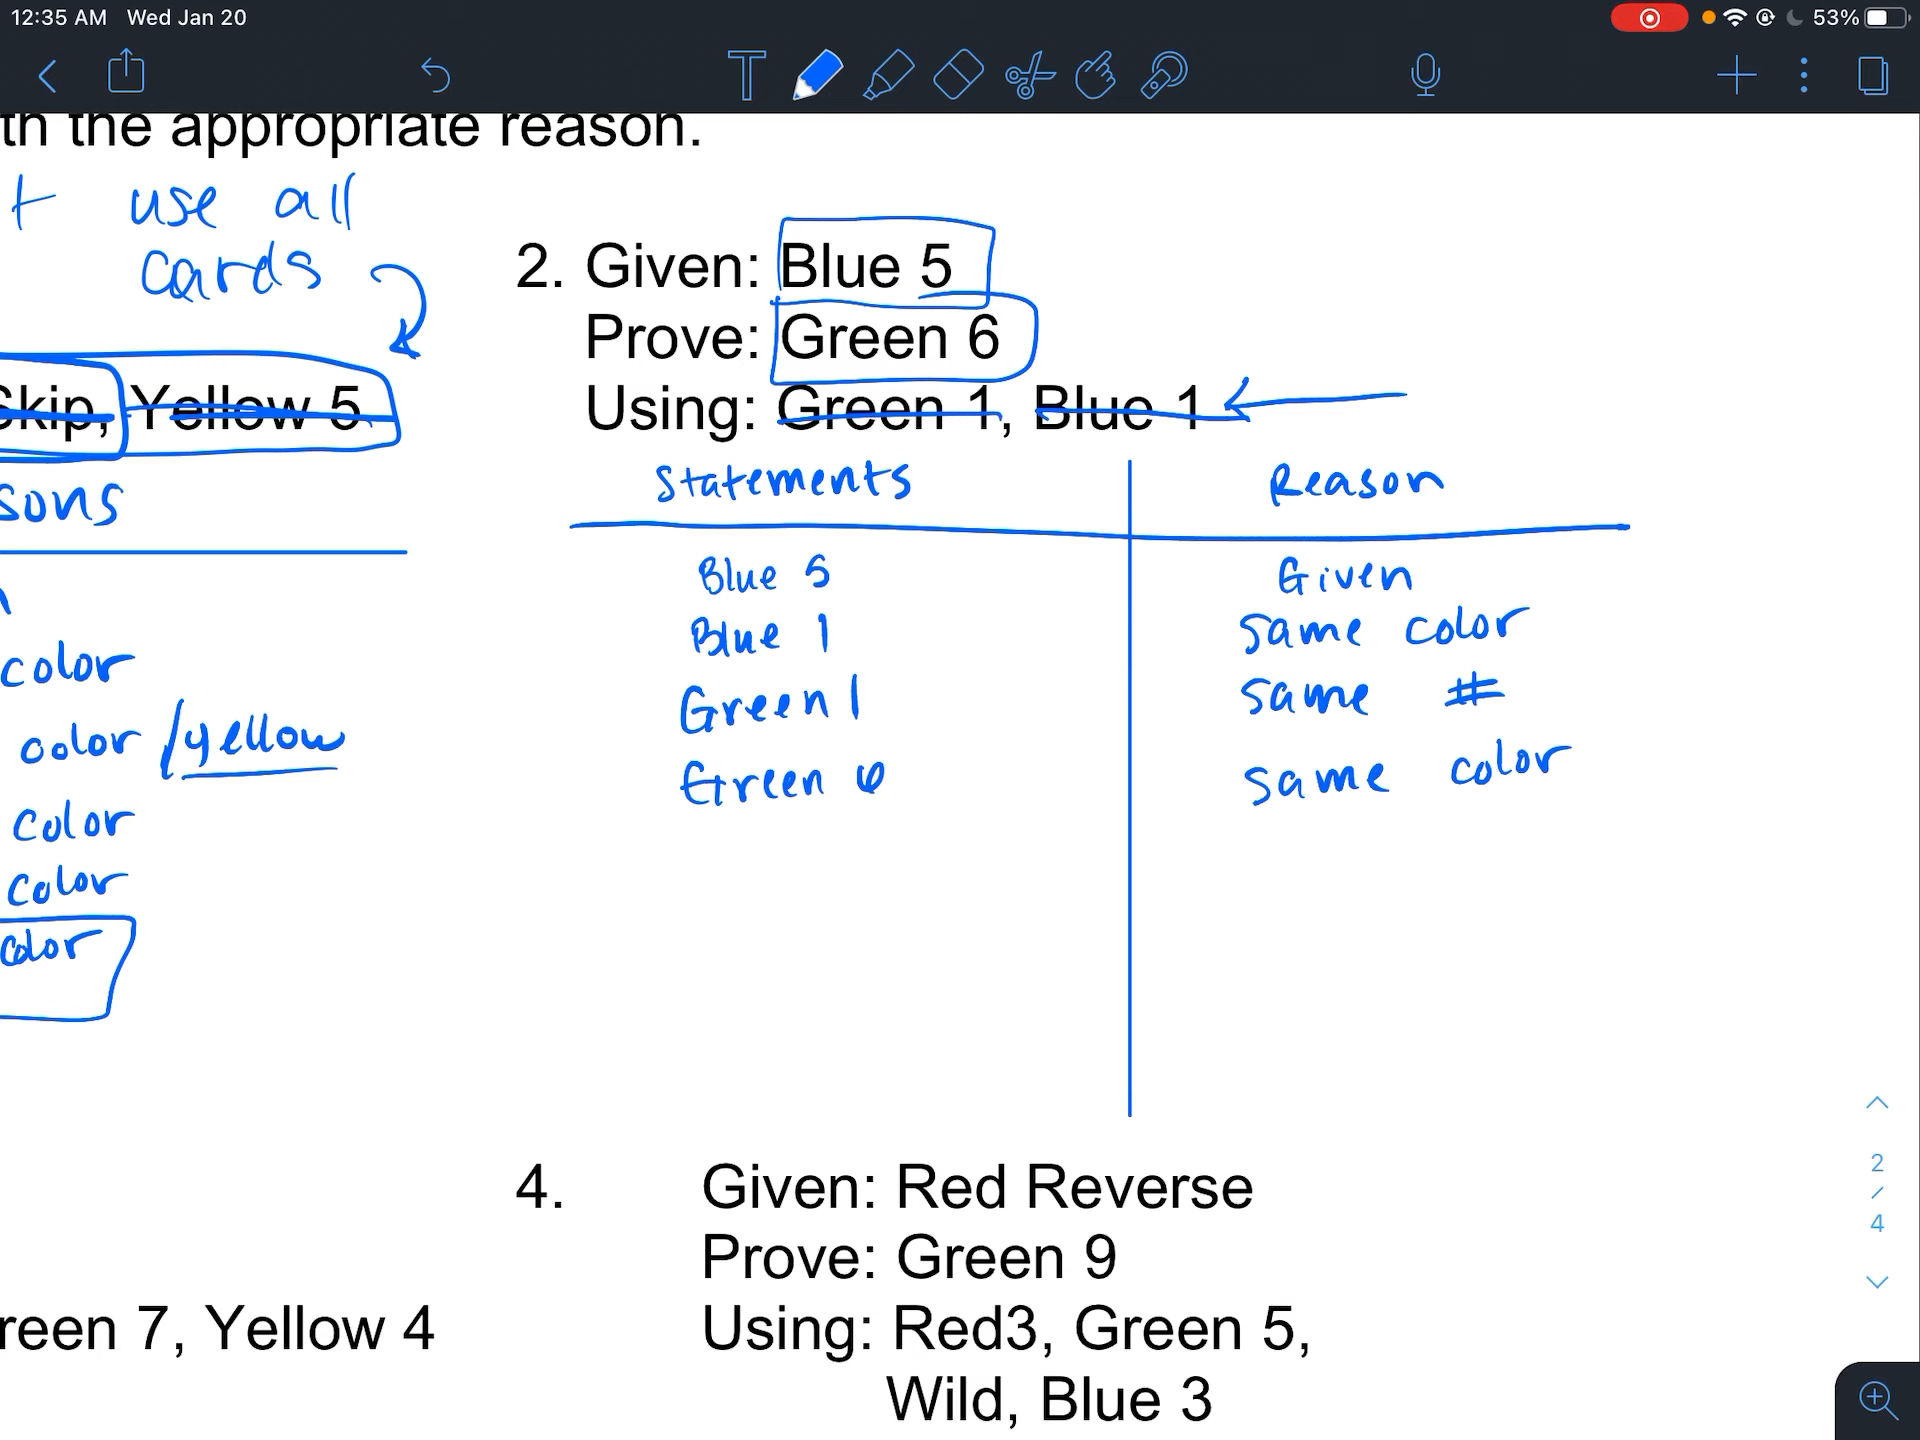 12:35 AM Wed Jan 20
53%
th the appropriate reason.
t use all
cards
Skip, Yellow 5
sons
color
color /yellow
color
color
color
2. Given: Blue 5
Prove: Green 6
Using: Green 1, Blue 1
Statements Reason
Blue 5 Given
Blue 1 Same color
Green 1 Same #
Green 6 Same color
reen 7, Yellow 4
4. Given: Red Reverse
Prove: Green 9
Using: Red3, Green 5,
Wild, Blue 3
2
/
4